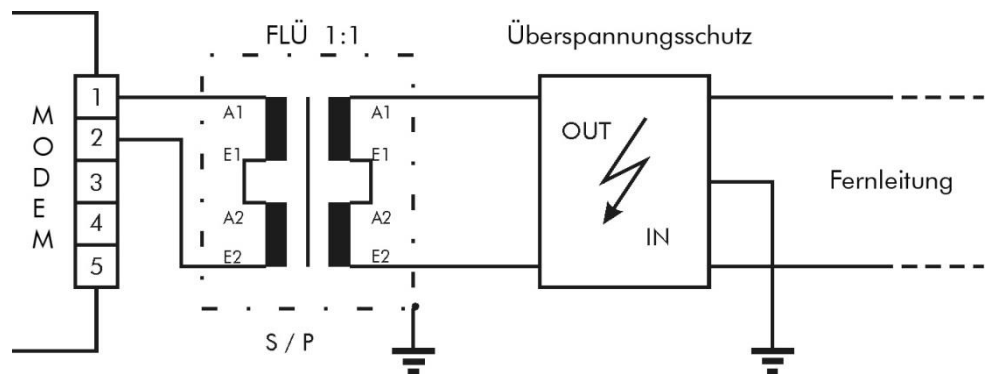 FLÜ 1:1
Überspannungsschutz
MODEM
1
2
3
4
5
A1
E1
A2
E2
A1
E1
A2
E2
OUT
IN
Fernleitung
S / P